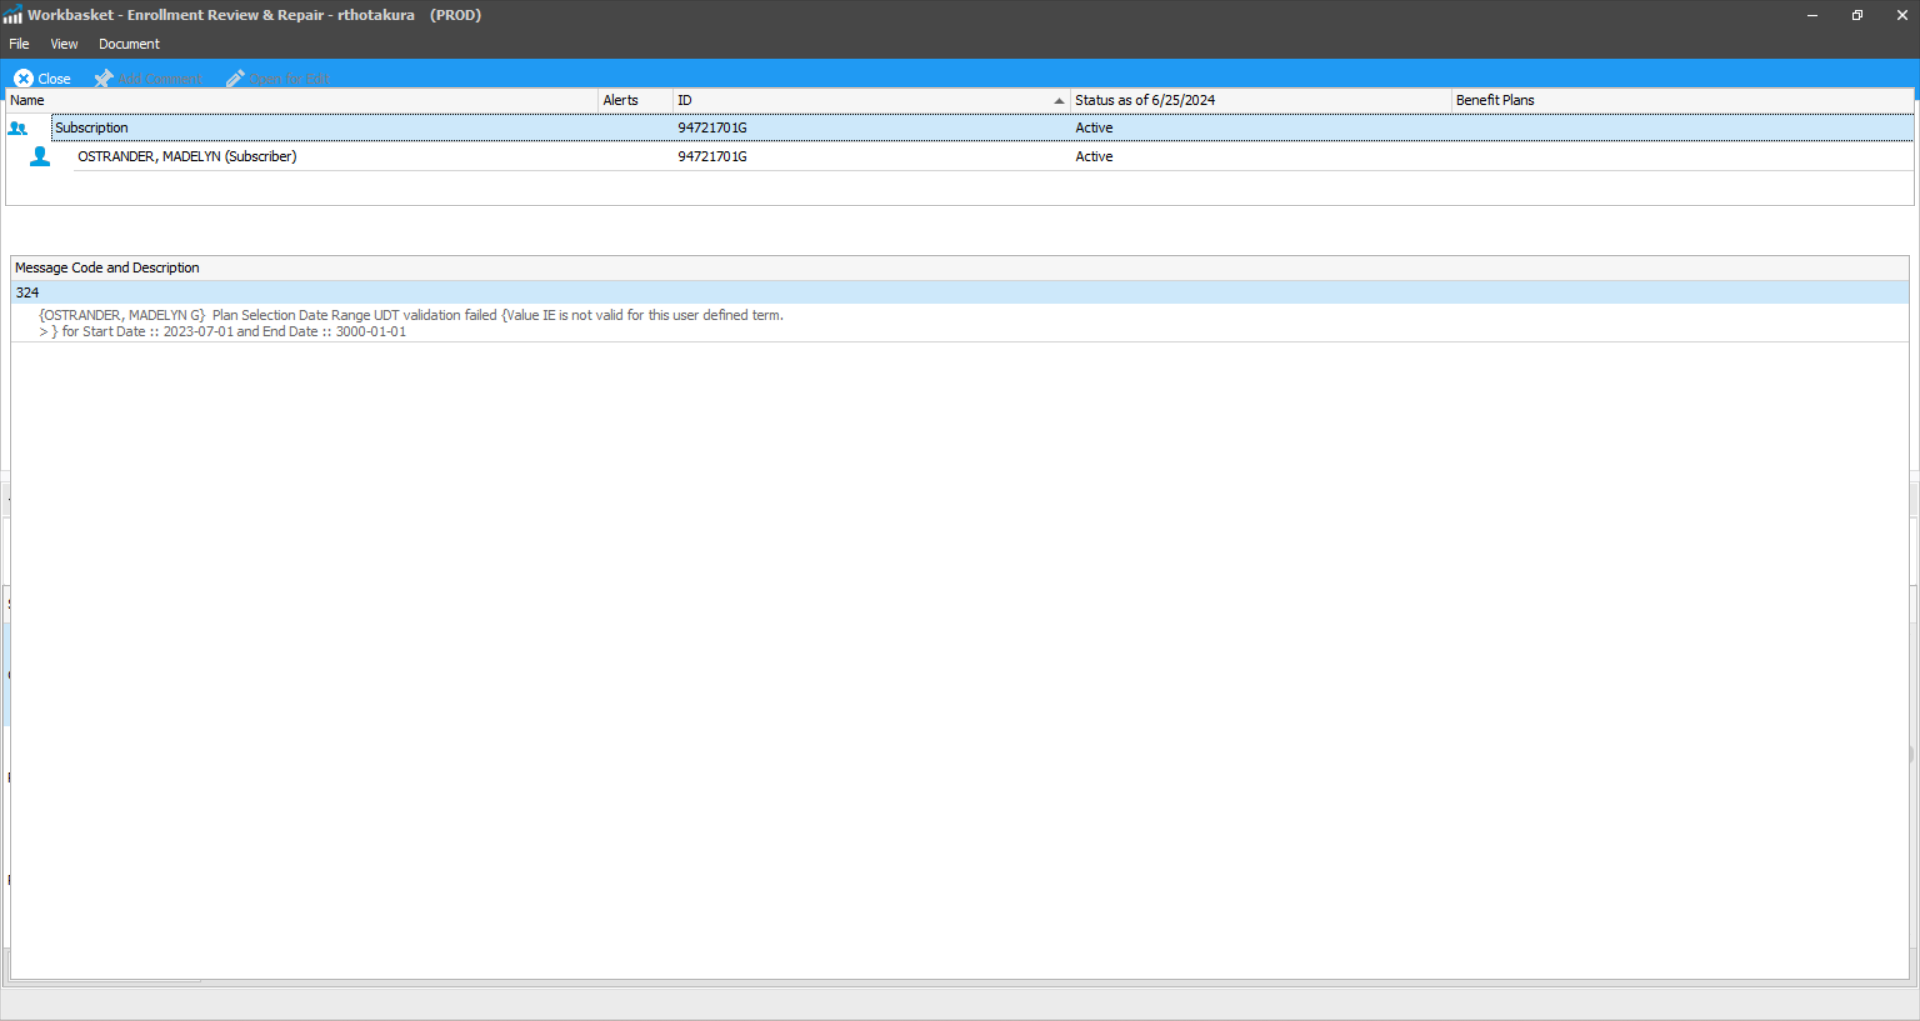 Workbasket - Enrollment Review & Repair - rthotakura (PROD)
File View Document
Close Add Comment Open for Edit
Name Alerts ID Status as of 6/25/2024 Benefit Plans
Subscription 94721701G Active
OSTRANDER, MADELYN (Subscriber) 94721701G Active
Message Code and Description
324
{OSTRANDER, MADELYN G} Plan Selection Date Range UDT validation failed {Value IE is not valid for this user defined term.
> } for Start Date :: 2023-07-01 and End Date :: 3000-01-01